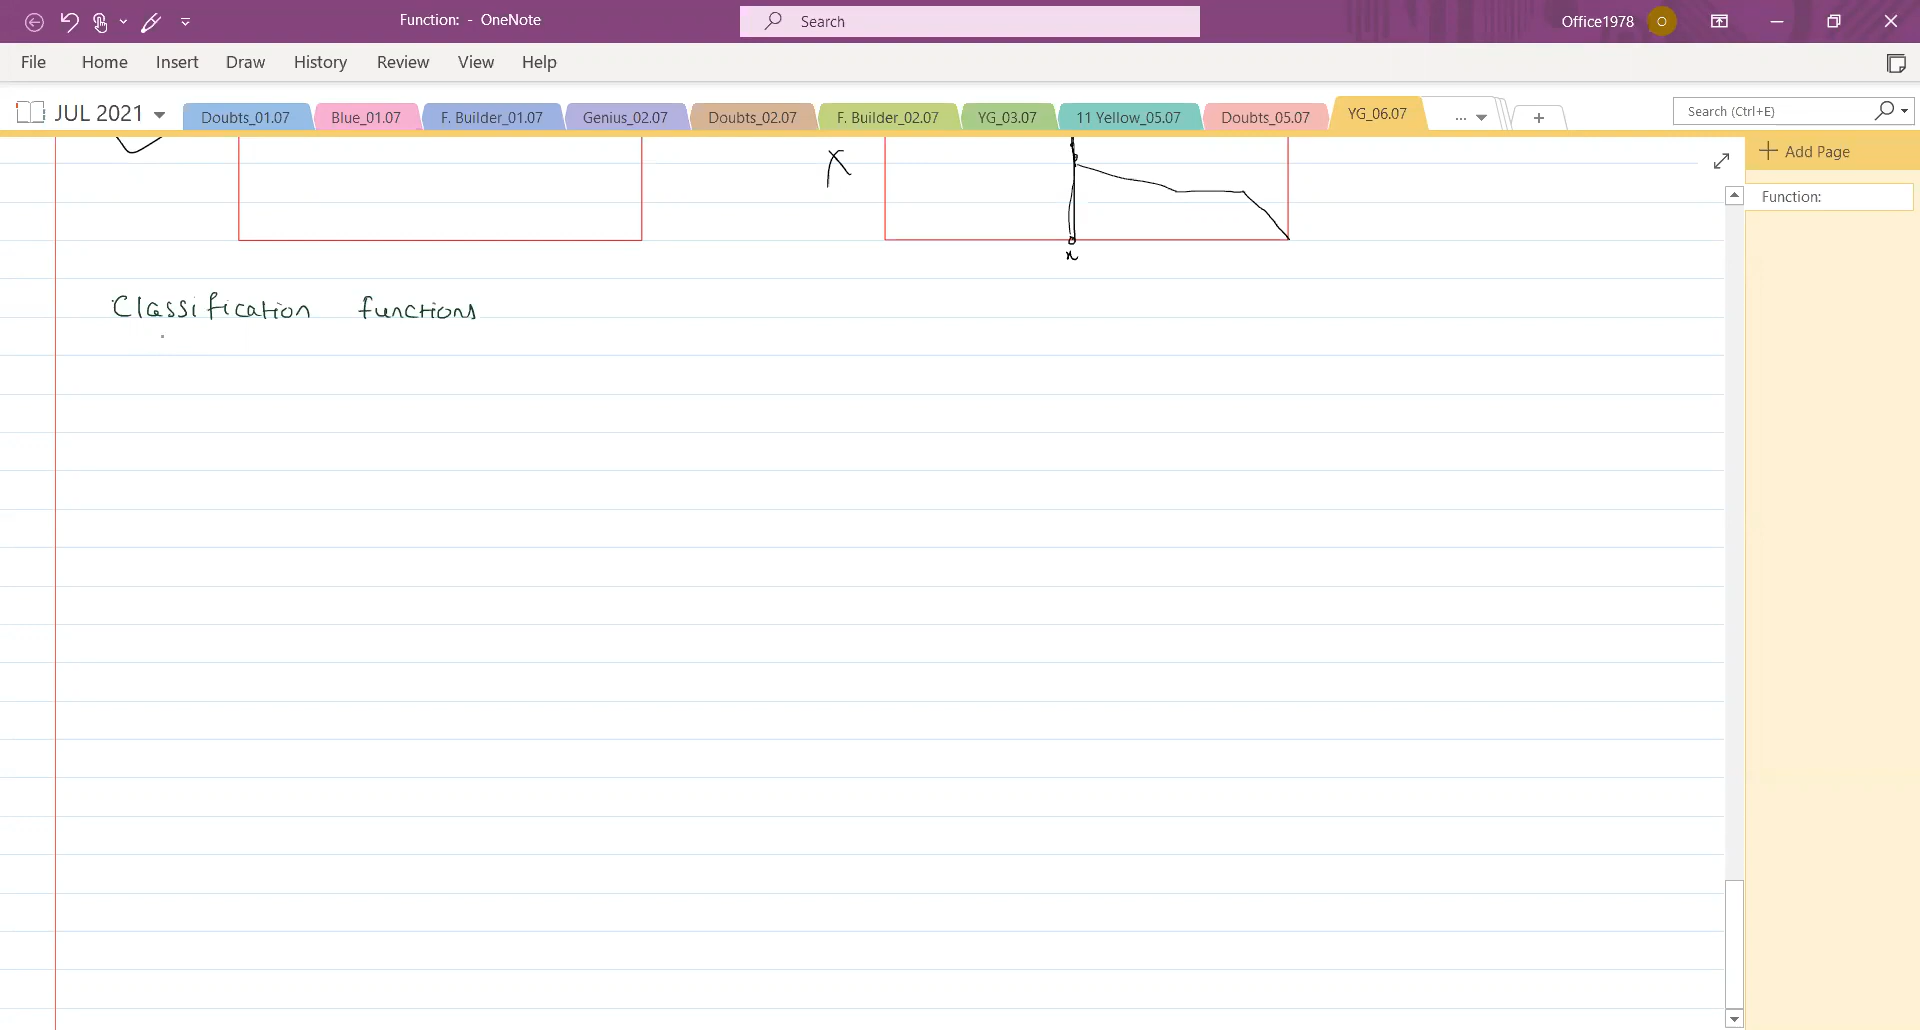 Function: - OneNote
Search
Office1978
O
File Home Insert Draw History Review View Help
JUL 2021
Doubts_01.07 Blue_01.07 F. Builder_01.07 Genius_02.07 Doubts_02.07 F. Builder_02.07 YG_03.07 11 Yellow_05.07 Doubts_05.07 YG_06.07 ...
Search (Ctrl+E)
Add Page
Function:
x
Classification functions